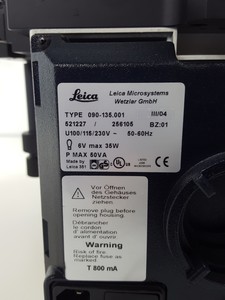 Leica
Leica Microsystems
Wetzlar GmbH
TYPE 090-135.001 III/04
521227 / 256105 BZ:01
U100/115/230V~ 50-60Hz
6V max 35W
P MAX 50VA
Made by
Leica
Vor Öffnen
des Gehäuses
Netzstecker
ziehen!
Remove plug before
opening housing.
Débrancher
le cordon
d'alimentation
avant d'ouvrir
Warning
Risk of fire.
Replace fuse as
marked
T 800 mA